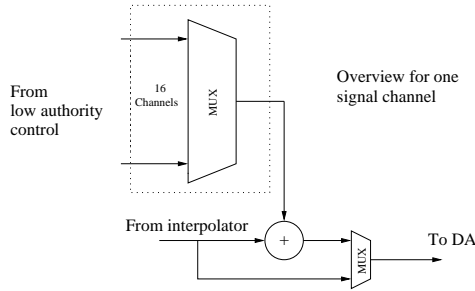 From
low authority
control
16
Channels
MUX
Overview for one
signal channel
From interpolator
+
MUX
To DA